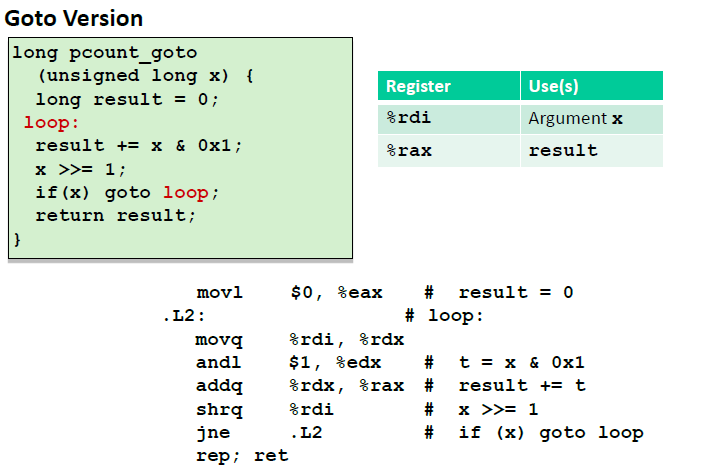 Goto Version
long pcount_goto
(unsigned long x) {
long result = 0;
loop:
result += x & 0x1;
x >>= 1;
if(x) goto loop;
return result;
}
Register Use(s)
%rdi Argument x
%rax result
movl $0, %eax # result = 0
.L2: # loop:
movq %rdi, %rdx
andl $1, %edx # t = x & 0x1
addq %rdx, %rax # result += t
shrq %rdi # x >>= 1
jne .L2 # if (x) goto loop
rep; ret